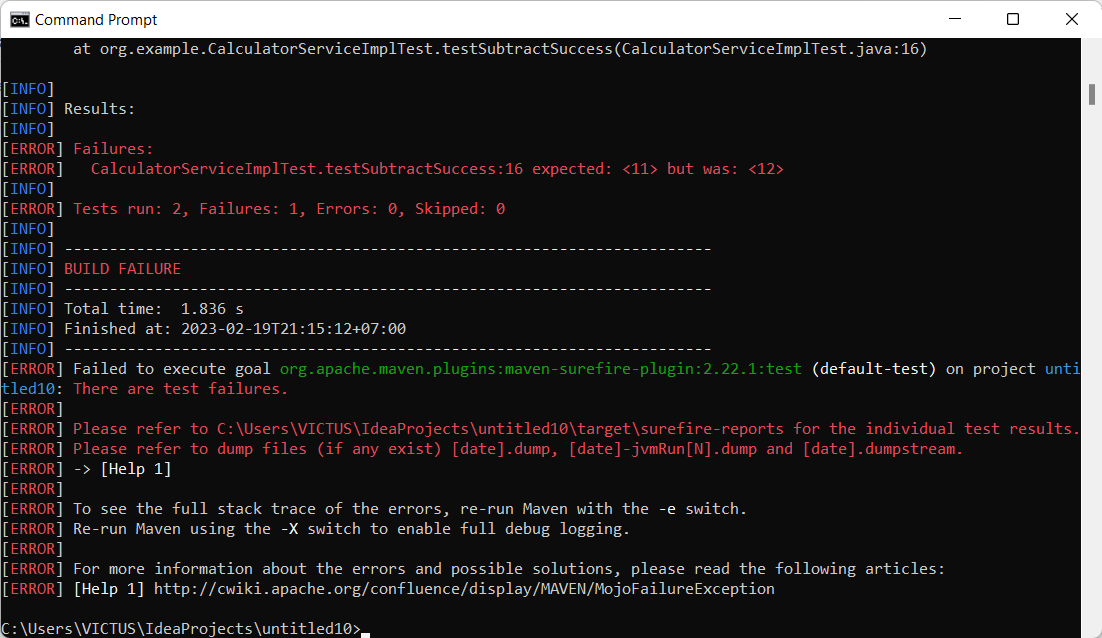 Command Prompt
at org.example.CalculatorServiceImplTest.testSubtractSuccess(CalculatorServiceImplTest.java:16)
[INFO]
[INFO] Results:
[INFO]
[ERROR] Failures:
[ERROR]   CalculatorServiceImplTest.testSubtractSuccess:16 expected: <11> but was: <12>
[INFO]
[ERROR] Tests run: 2, Failures: 1, Errors: 0, Skipped: 0
[INFO]
[INFO] ------------------------------------------------------------------------
[INFO] BUILD FAILURE
[INFO] ------------------------------------------------------------------------
[INFO] Total time:  1.836 s
[INFO] Finished at: 2023-02-19T21:15:12+07:00
[INFO] ------------------------------------------------------------------------
[ERROR] Failed to execute goal org.apache.maven.plugins:maven-surefire-plugin:2.22.1:test (default-test) on project unti
tled10: There are test failures.
[ERROR]
[ERROR] Please refer to C:\Users\VICTUS\IdeaProjects\untitled10\target\surefire-reports for the individual test results.
[ERROR] Please refer to dump files (if any exist) [date].dump, [date]-jvmRun[N].dump and [date].dumpstream.
[ERROR] -> [Help 1]
[ERROR]
[ERROR] To see the full stack trace of the errors, re-run Maven with the -e switch.
[ERROR] Re-run Maven using the -X switch to enable full debug logging.
[ERROR]
[ERROR] For more information about the errors and possible solutions, please read the following articles:
[ERROR] [Help 1] http://cwiki.apache.org/confluence/display/MAVEN/MojoFailureException
C:\Users\VICTUS\IdeaProjects\untitled10>